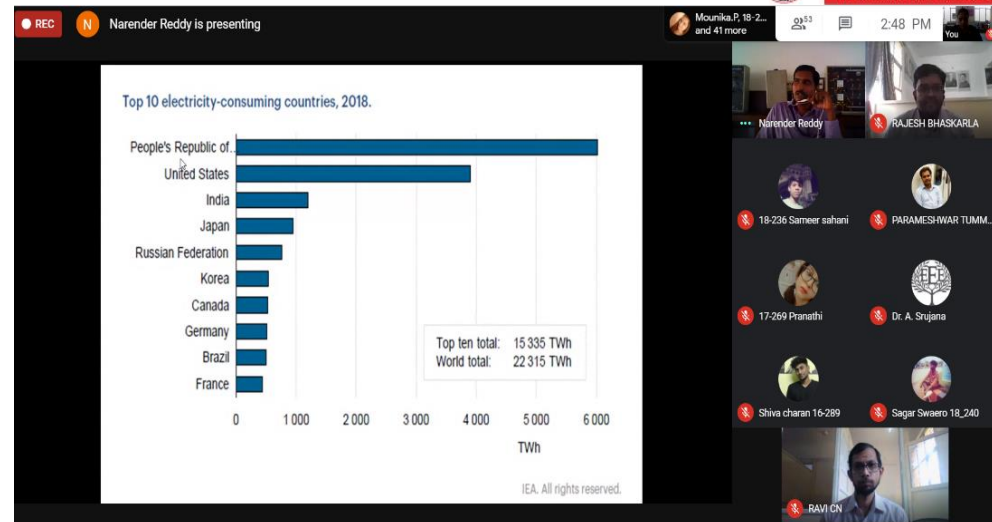 REC
N
Narender Reddy is presenting
Mounika.P, 18-2...
and 41 more
53
2:48 PM
You
Top 10 electricity-consuming countries, 2018.
People's Republic of..
United States
India
Japan
Russian Federation
Korea
Canada
Germany
Brazil
France
Top ten total: 15 335 TWh
World total: 22 315 TWh
0 1 000 2 000 3 000 4 000 5 000 6 000
TWh
IEA. All rights reserved.
Narender Reddy
RAJESH BHASKARLA
18-236 Sameer sahani
PARAMESHWAR TUMM...
17-269 Pranathi
EEE
Dr. A. Srujana
Shiva charan 16-289
Sagar Swaero 18_240
RAVI CN